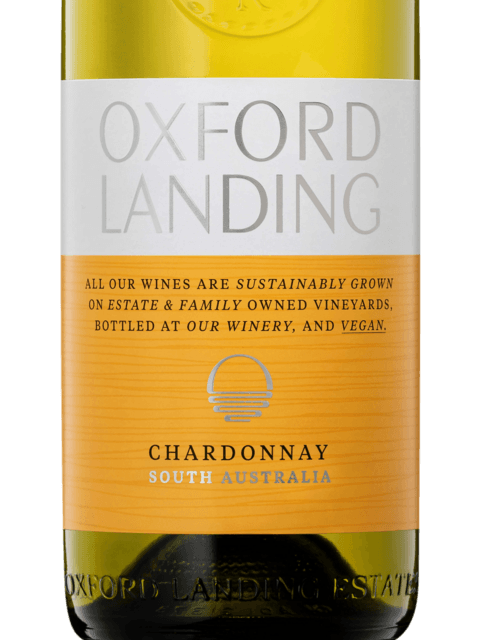 OXFORD
LANDING
ALL OUR WINES ARE SUSTAINABLY GROWN
ON ESTATE & FAMILY OWNED VINEYARDS,
BOTTLED AT OUR WINERY, AND VEGAN.
CHARDONNAY
SOUTH AUSTRALIA
OXFORD LANDING ESTATE